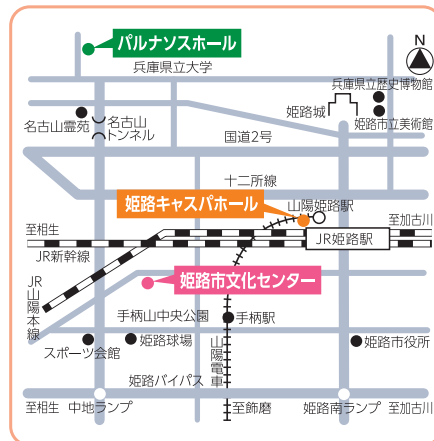 パルナソスホール
兵庫県立大学
N
兵庫県立歴史博物館
姫路城
姫路市立美術館
名古山霊苑
名古山
トンネル
国道2号
十二所線
姫路キャスパホール
山陽姫路駅
至相生
至加古川
JR姫路駅
JR新幹線
JR山陽本線
姫路市文化センター
手柄山中央公園
手柄駅
スポーツ会館
姫路球場
山陽電車
姫路市役所
姫路バイパス
至相生
中地ランプ
至飾磨
姫路南ランプ
至加古川